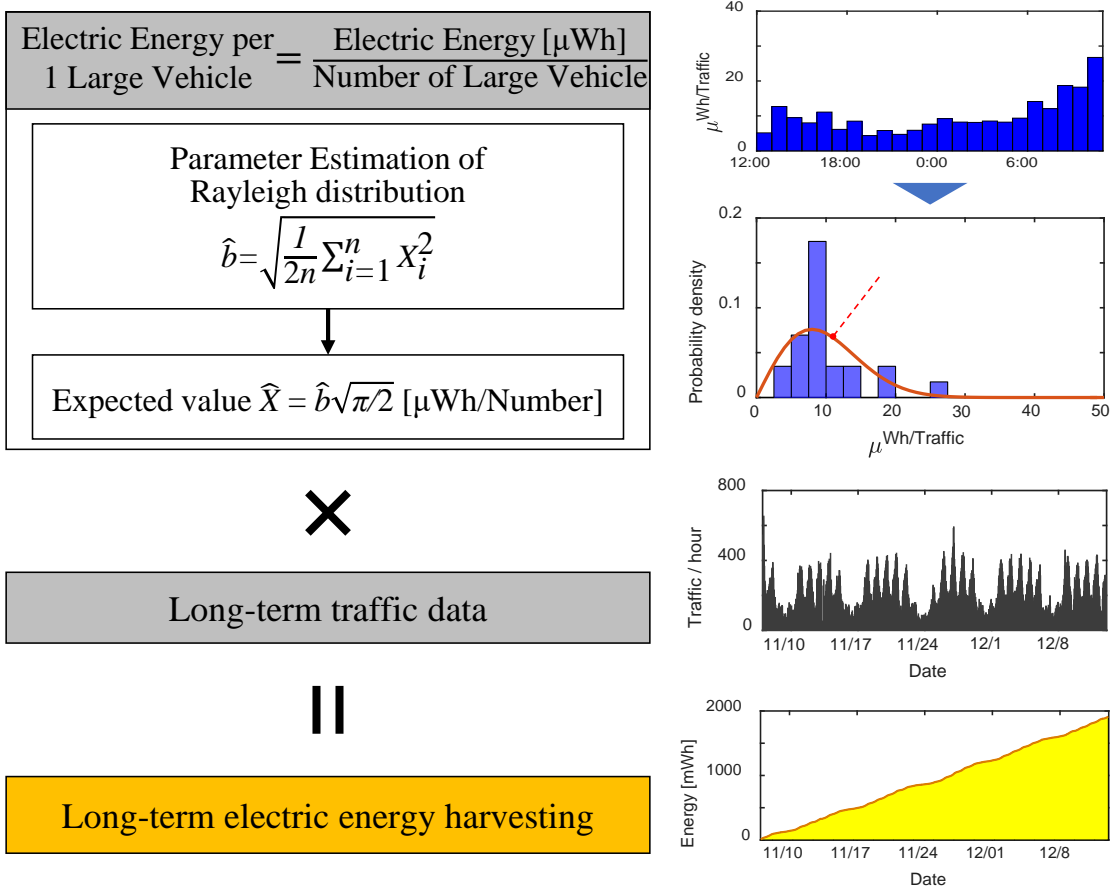 Electric Energy per
1 Large Vehicle
=
Electric Energy [μWh]
Number of Large Vehicle
Parameter Estimation of
Rayleigh distribution
b̂=√(1/2n Σⁿᵢ₌₁ Xᵢ²)
Expected value X̂ = b̂√π/2 [μWh/Number]
×
Long-term traffic data
=
Long-term electric energy harvesting
μWh/Traffic
40
20
0
12:00 18:00 0:00 6:00
Probability density
0.2
0.1
0
0 10 20 30 40 50
μWh/Traffic
Traffic / hour
800
400
0
11/10 11/17 11/24 12/1 12/8
Date
Energy [mWh]
2000
1000
0
11/10 11/17 11/24 12/01 12/8
Date